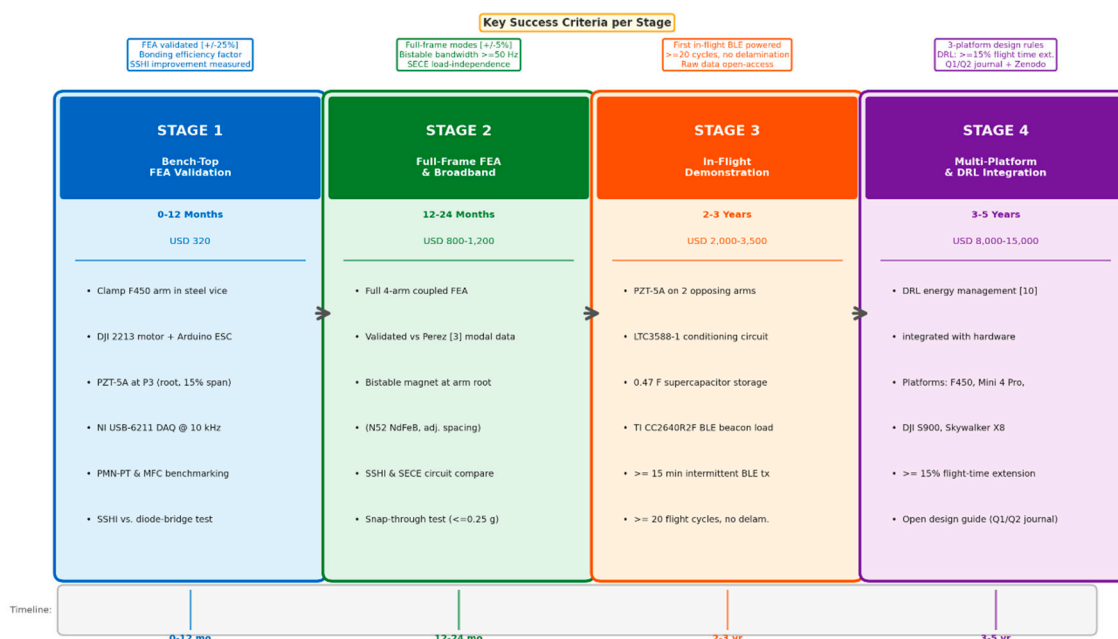 Key Success Criteria per Stage
FEA validated [+/-25%]
Bonding efficiency factor
SSHI improvement measured
Full-frame modes [+/-5%]
Bistable bandwidth >=50 Hz
SECE load-independence
First in-flight BLE powered
>=20 cycles, no delamination
Raw data open-access
3-platform design rules
DRL: >=15% flight time ext.
Q1/Q2 journal + Zenodo
STAGE 1
Bench-Top
FEA Validation
0-12 Months
USD 320
• Clamp F450 arm in steel vice
• DJI 2213 motor + Arduino ESC
• PZT-5A at P3 (root, 15% span)
• NI USB-6211 DAQ @ 10 kHz
• PMN-PT & MFC benchmarking
• SSHI vs. diode-bridge test
STAGE 2
Full-Frame FEA
& Broadband
12-24 Months
USD 800-1,200
• Full 4-arm coupled FEA
• Validated vs Perez [3] modal data
• Bistable magnet at arm root
• (N52 NdFeB, adj. spacing)
• SSHI & SECE circuit compare
• Snap-through test (<=0.25 g)
STAGE 3
In-Flight
Demonstration
2-3 Years
USD 2,000-3,500
• PZT-5A on 2 opposing arms
• LTC3588-1 conditioning circuit
• 0.47 F supercapacitor storage
• TI CC2640R2F BLE beacon load
• >= 15 min intermittent BLE tx
• >= 20 flight cycles, no delam.
STAGE 4
Multi-Platform
& DRL Integration
3-5 Years
USD 8,000-15,000
• DRL energy management [10]
• integrated with hardware
• Platforms: F450, Mini 4 Pro,
• DJI S900, Skywalker X8
• >= 15% flight-time extension
• Open design guide (Q1/Q2 journal)
Timeline:
0-12 mo
12-24 mo
2-3 yr
3-5 yr